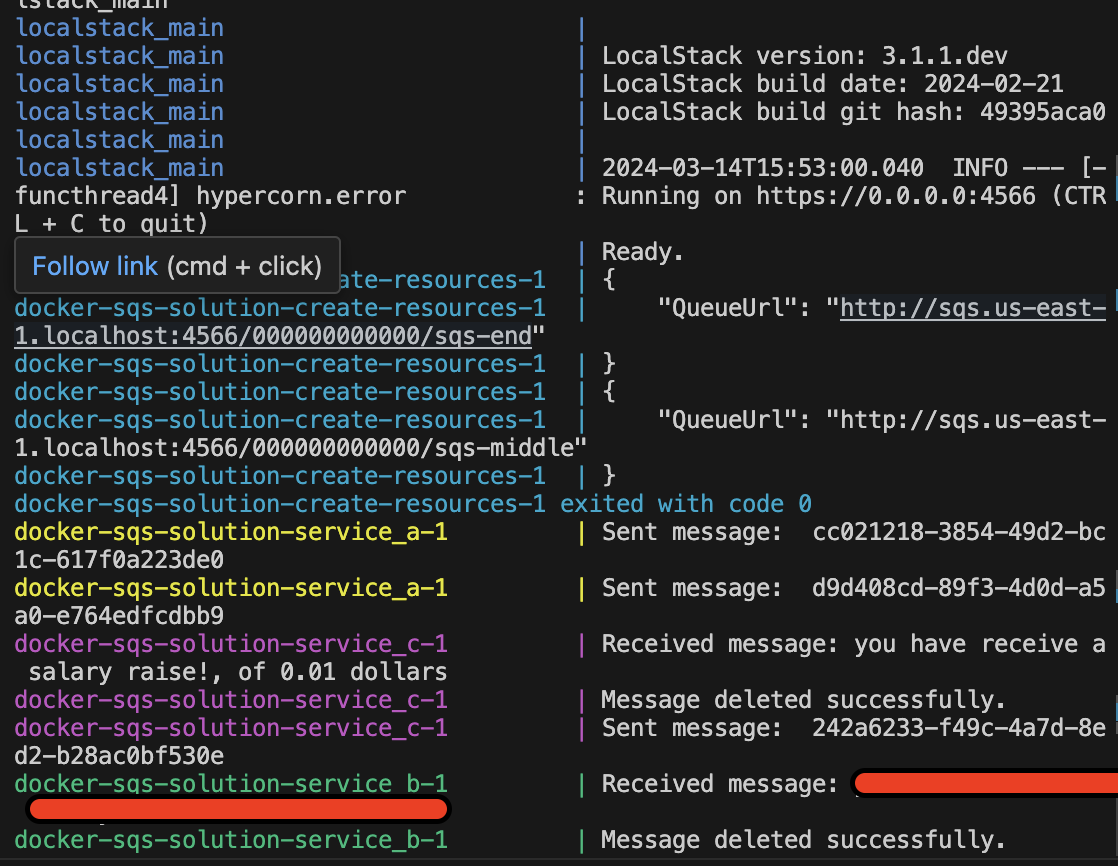 lstack_main
localstack_main |
localstack_main | LocalStack version: 3.1.1.dev
localstack_main | LocalStack build date: 2024-02-21
localstack_main | LocalStack build git hash: 49395aca0
localstack_main |
localstack_main | 2024-03-14T15:53:00.040 INFO --- [-
functhread4] hypercorn.error : Running on https://0.0.0.0:4566 (CTR
L + C to quit)
| Ready.
Follow link (cmd + click)
ate-resources-1 | {
docker-sqs-solution-create-resources-1 | "QueueUrl": "http://sqs.us-east-
1.localhost:4566/000000000000/sqs-end"
docker-sqs-solution-create-resources-1 | }
docker-sqs-solution-create-resources-1 | {
docker-sqs-solution-create-resources-1 | "QueueUrl": "http://sqs.us-east-
1.localhost:4566/000000000000/sqs-middle"
docker-sqs-solution-create-resources-1 | }
docker-sqs-solution-create-resources-1 exited with code 0
docker-sqs-solution-service_a-1 | Sent message: cc021218-3854-49d2-bc
1c-617f0a223de0
docker-sqs-solution-service_a-1 | Sent message: d9d408cd-89f3-4d0d-a5
a0-e764edfcdbb9
docker-sqs-solution-service_c-1 | Received message: you have receive a
salary raise!, of 0.01 dollars
docker-sqs-solution-service_c-1 | Message deleted successfully.
docker-sqs-solution-service_c-1 | Sent message: 242a6233-f49c-4a7d-8e
d2-b28ac0bf530e
docker-sqs-solution-service_b-1 | Received message:
docker-sqs-solution-service_b-1 | Message deleted successfully.